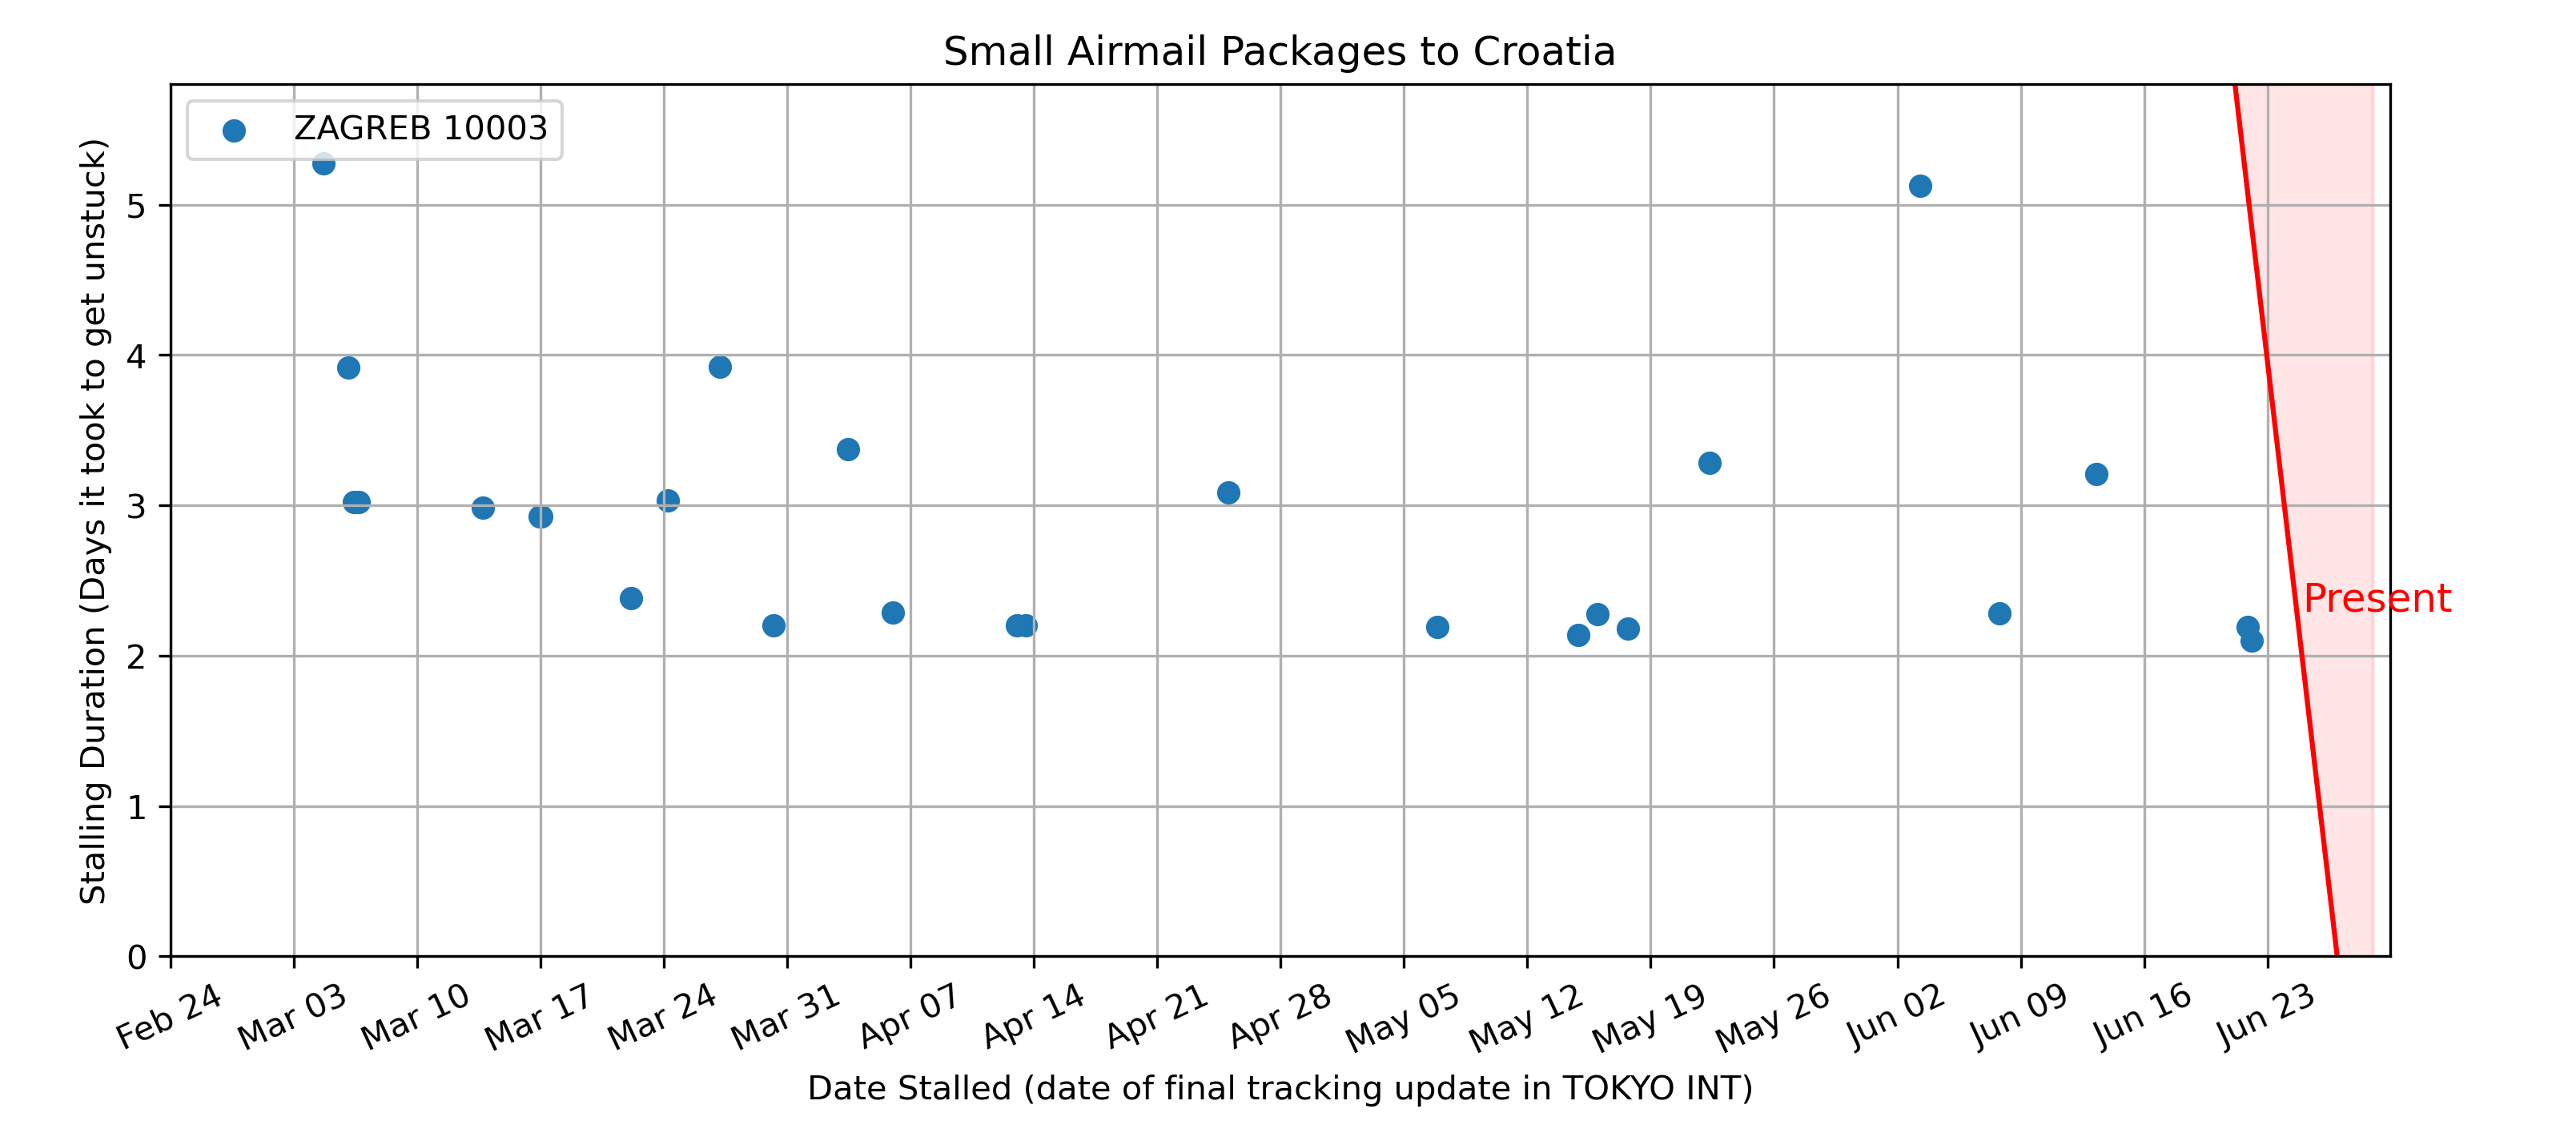 Small Airmail Packages to Croatia
ZAGREB 10003
Stalling Duration (Days it took to get unstuck)
5
4
3
2
1
0
Present
Feb 24
Mar 03
Mar 10
Mar 17
Mar 24
Mar 31
Apr 07
Apr 14
Apr 21
Apr 28
May 05
May 12
May 19
May 26
Jun 02
Jun 09
Jun 16
Jun 23
Date Stalled (date of final tracking update in TOKYO INT)